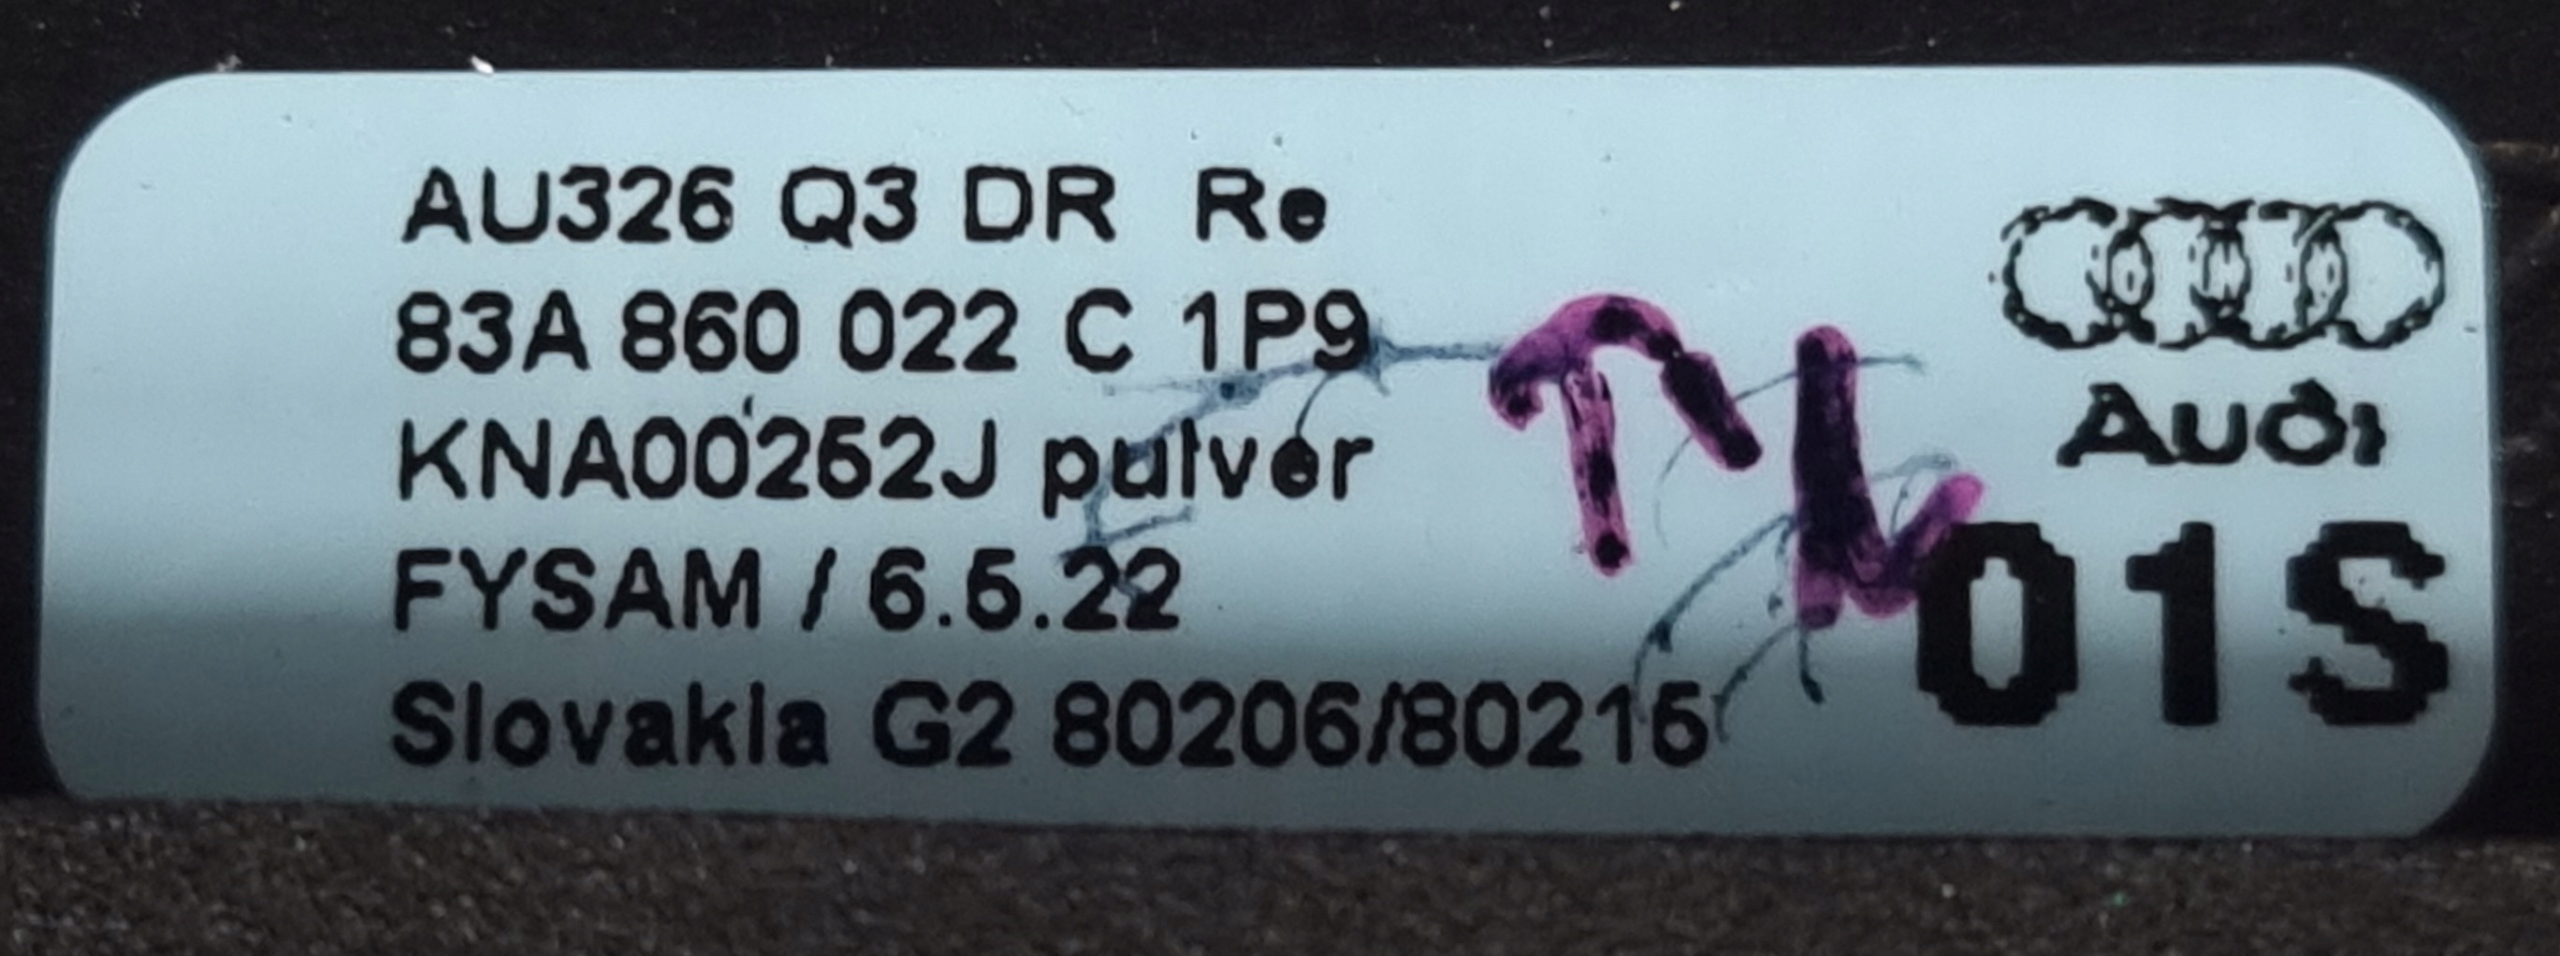 AU326 Q3 DR Re
83A 860 022 C 1P9
KNA00252J pulver
FYSAM / 6.5.22
Slovakia G2 80206/80215
Audi
01S